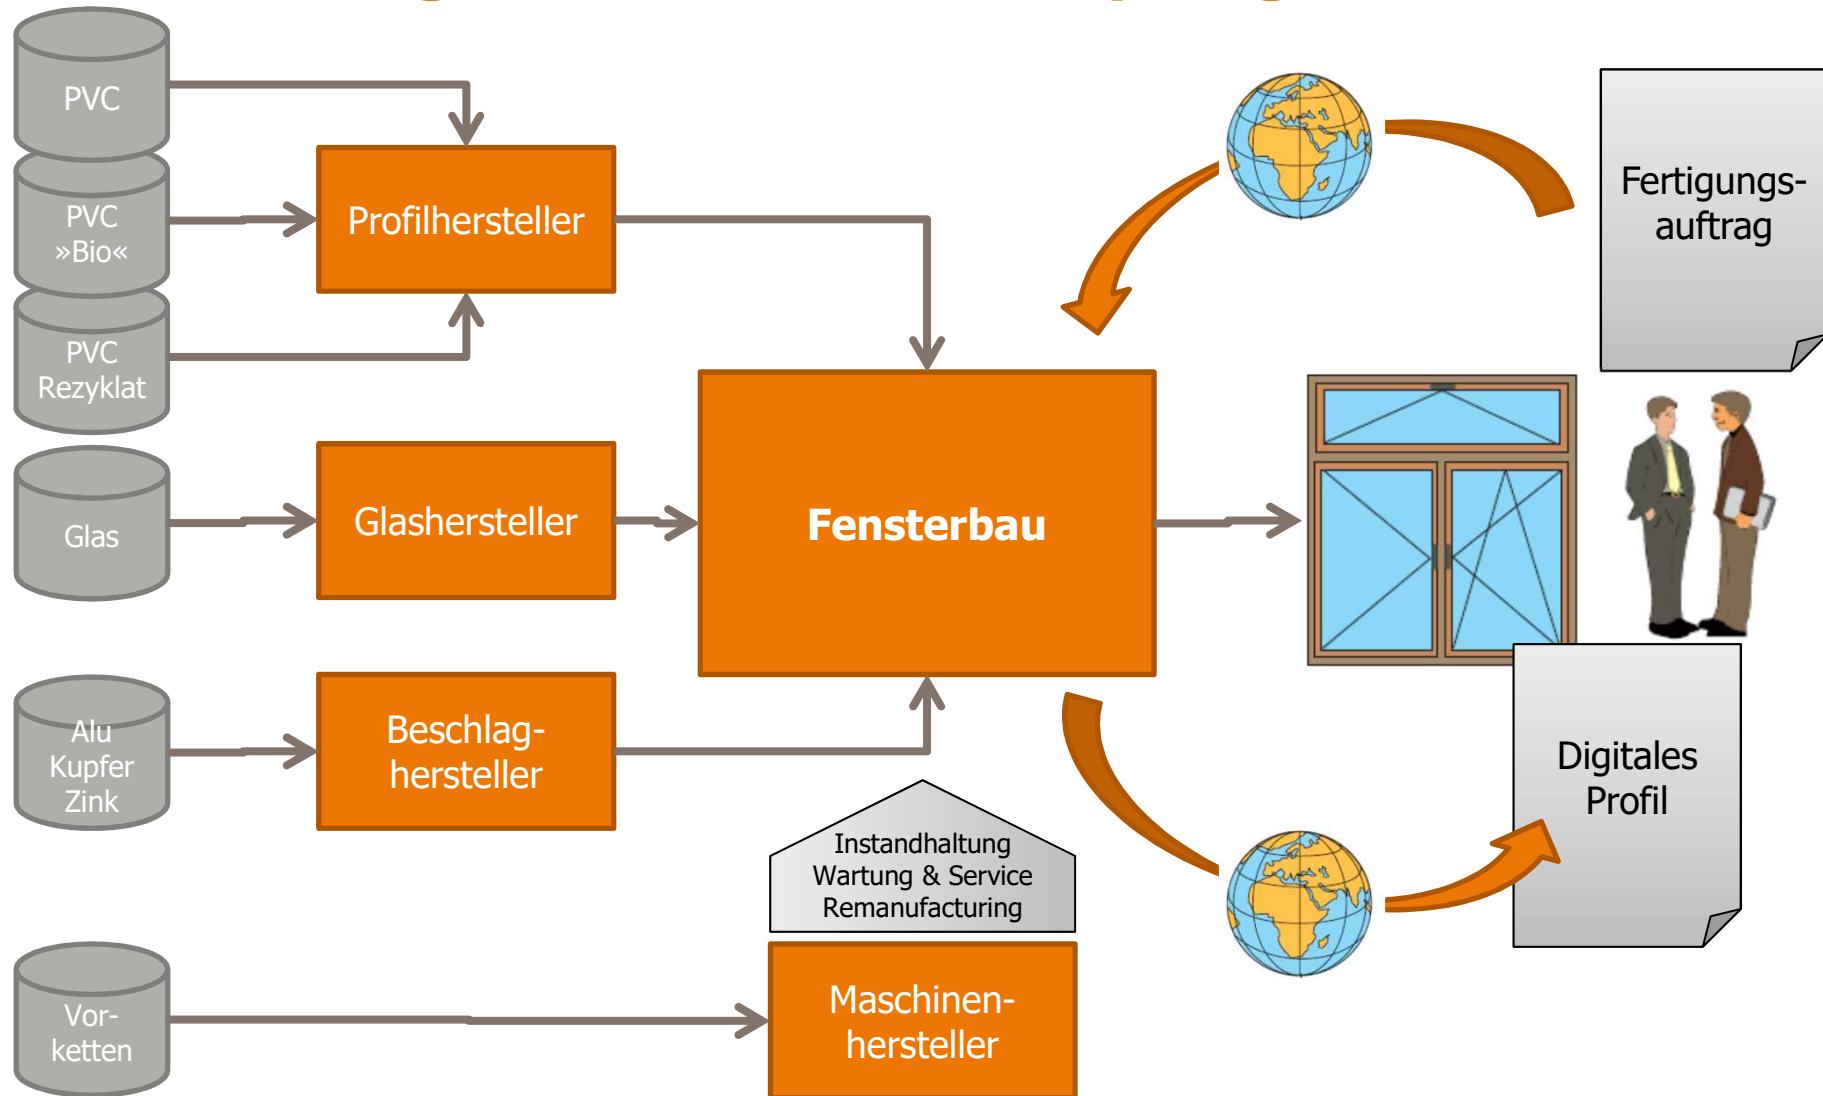 PVC
PVC
»Bio«
PVC
Rezyklat
Profilhersteller
Fertigungs-
auftrag
Glas
Glashersteller
Fensterbau
Alu
Kupfer
Zink
Beschlag-
hersteller
Digitales
Profil
Instandhaltung
Wartung & Service
Remanufacturing
Vor-
ketten
Maschinen-
hersteller